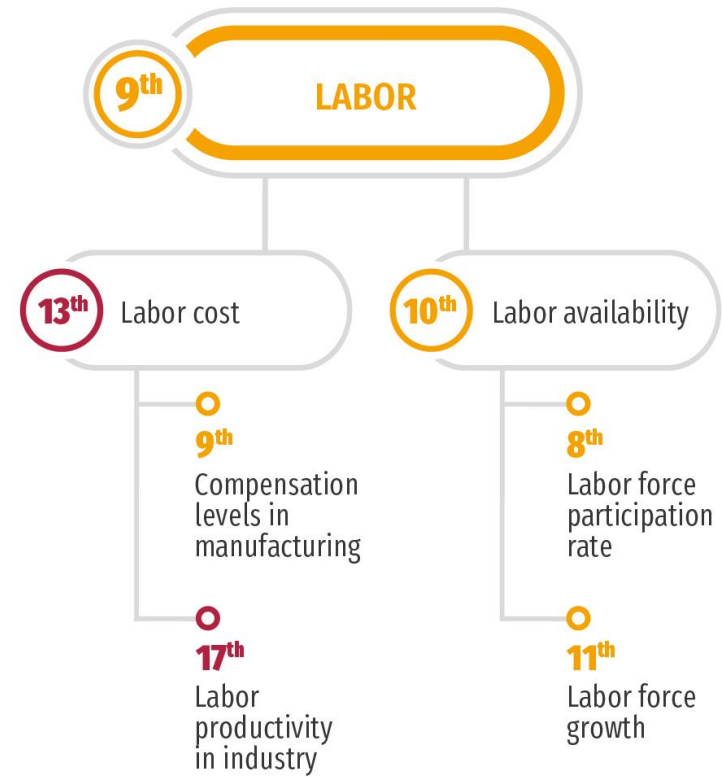 9th
LABOR
13th
Labor cost
10th
Labor availability
9th
Compensation
levels in
manufacturing
17th
Labor
productivity
in industry
8th
Labor force
participation
rate
11th
Labor force
growth